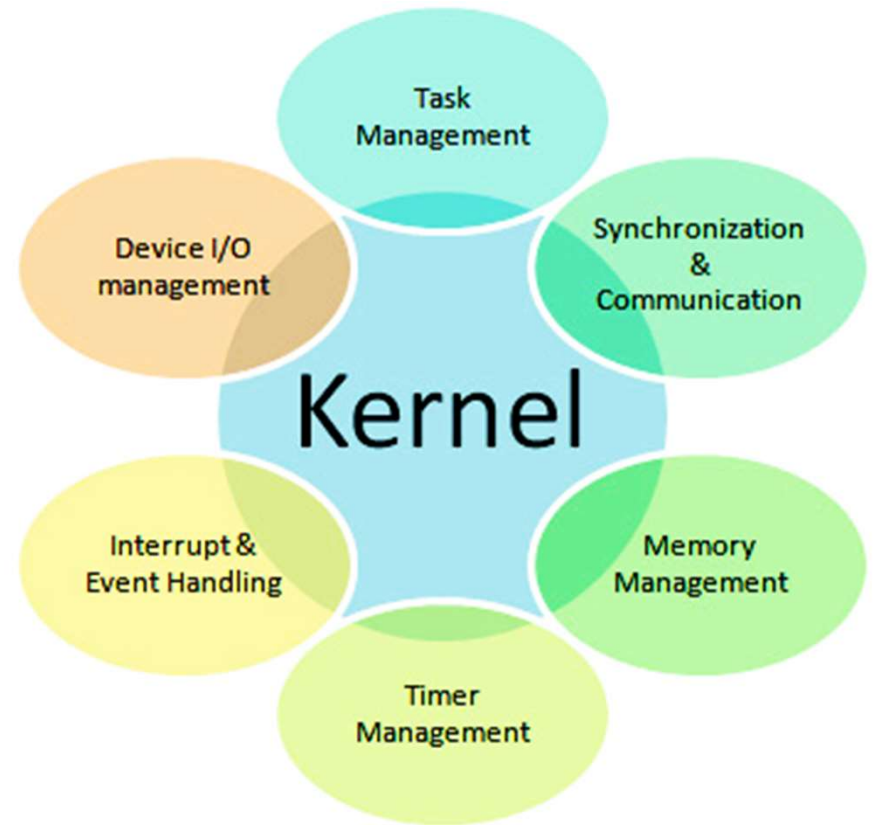 Task
Management
Synchronization
&
Communication
Memory
Management
Timer
Management
Interrupt &
Event Handling
Device I/O
management
Kernel